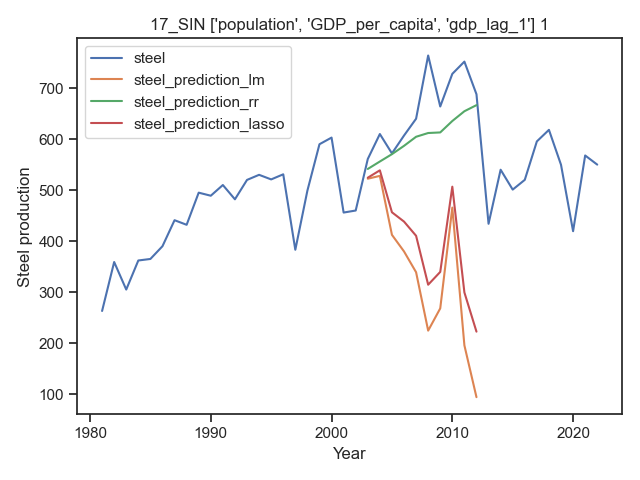 17_SIN ['population', 'GDP_per_capita', 'gdp_lag_1'] 1
steel
steel_prediction_lm
steel_prediction_rr
steel_prediction_lasso
Steel production
700
600
500
400
300
200
100
1980
1990
2000
2010
2020
Year